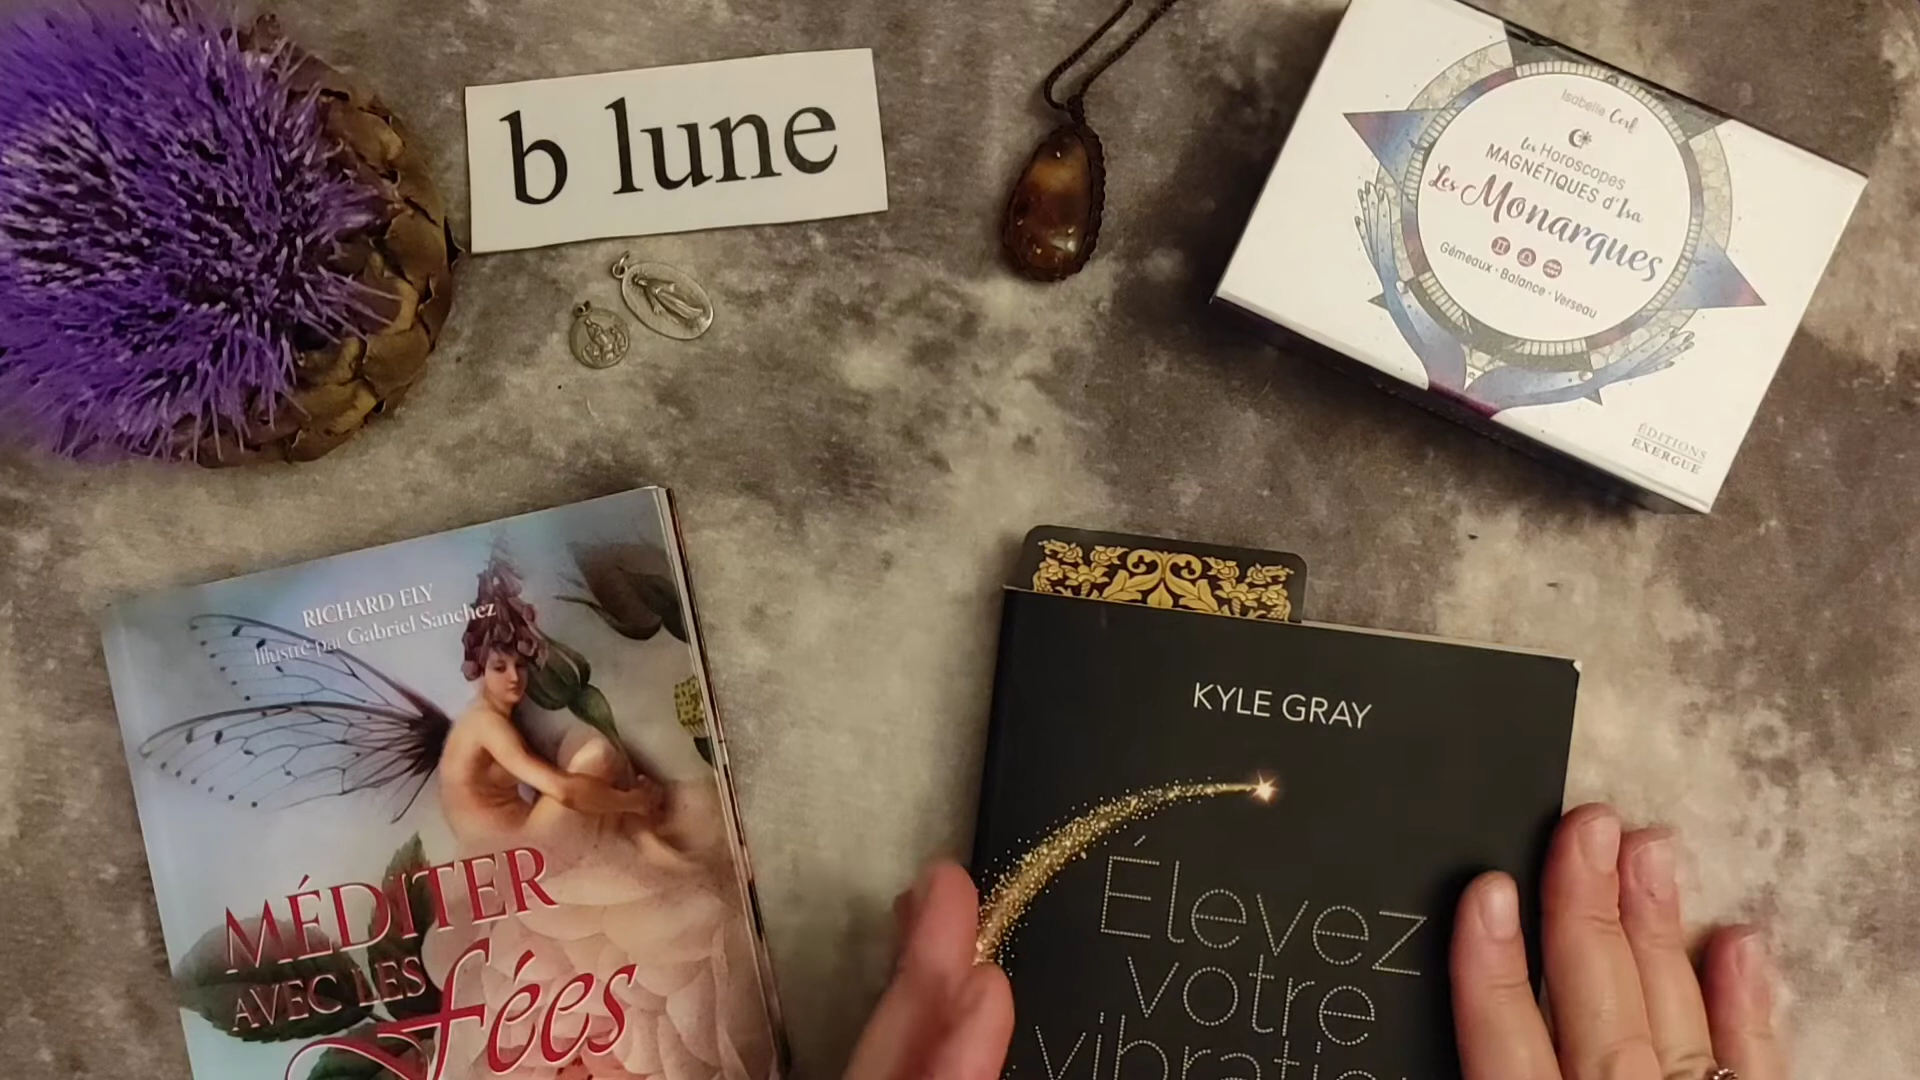 b lune
Isabelle Cerf
les Horoscopes
MAGNÉTIQUES d'Isa
Les Monarques
Gémeaux • Balance • Verseau
ÉDITIONS
EXERGUE
RICHARD ELY
Illustré par Gabriel Sanchez
MÉDITER
AVEC LES
fées
KYLE GRAY
Élevez
votre